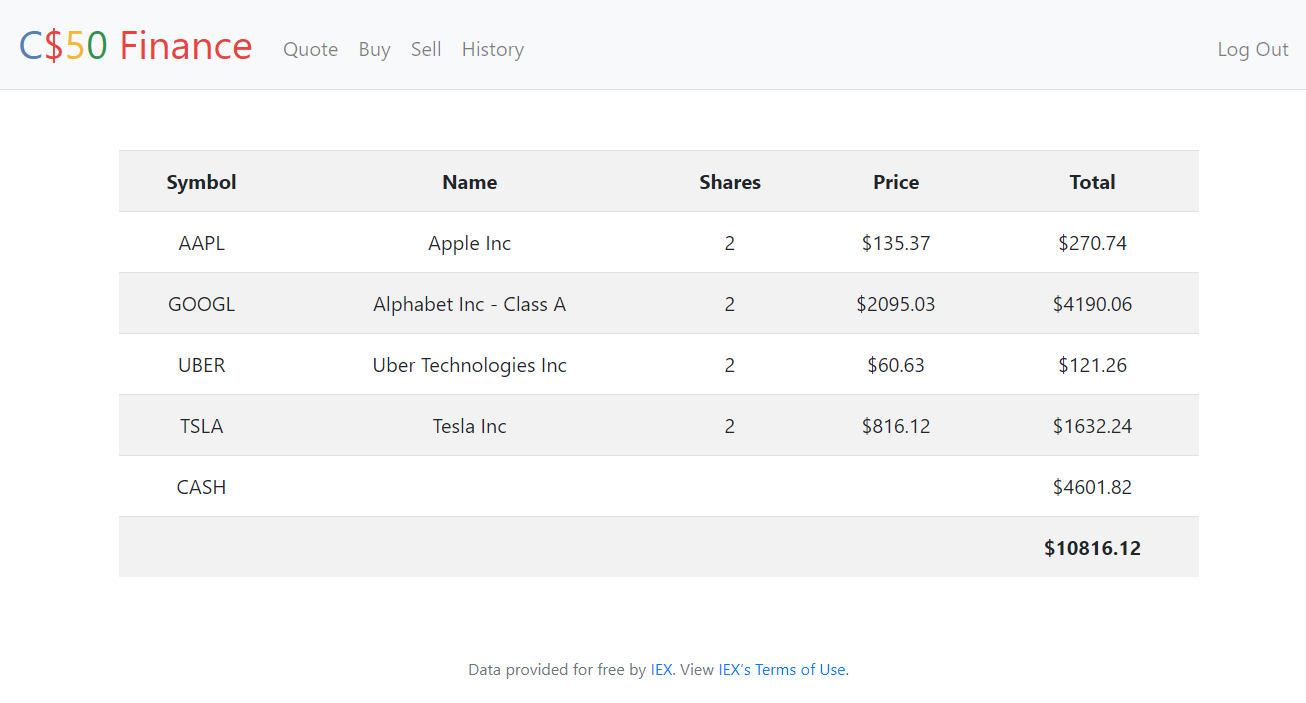 C$50 Finance Quote Buy Sell History Log Out
Symbol Name Shares Price Total
AAPL Apple Inc 2 $135.37 $270.74
GOOGL Alphabet Inc - Class A 2 $2095.03 $4190.06
UBER Uber Technologies Inc 2 $60.63 $121.26
TSLA Tesla Inc 2 $816.12 $1632.24
CASH $4601.82
$10816.12
Data provided for free by IEX. View IEX's Terms of Use.